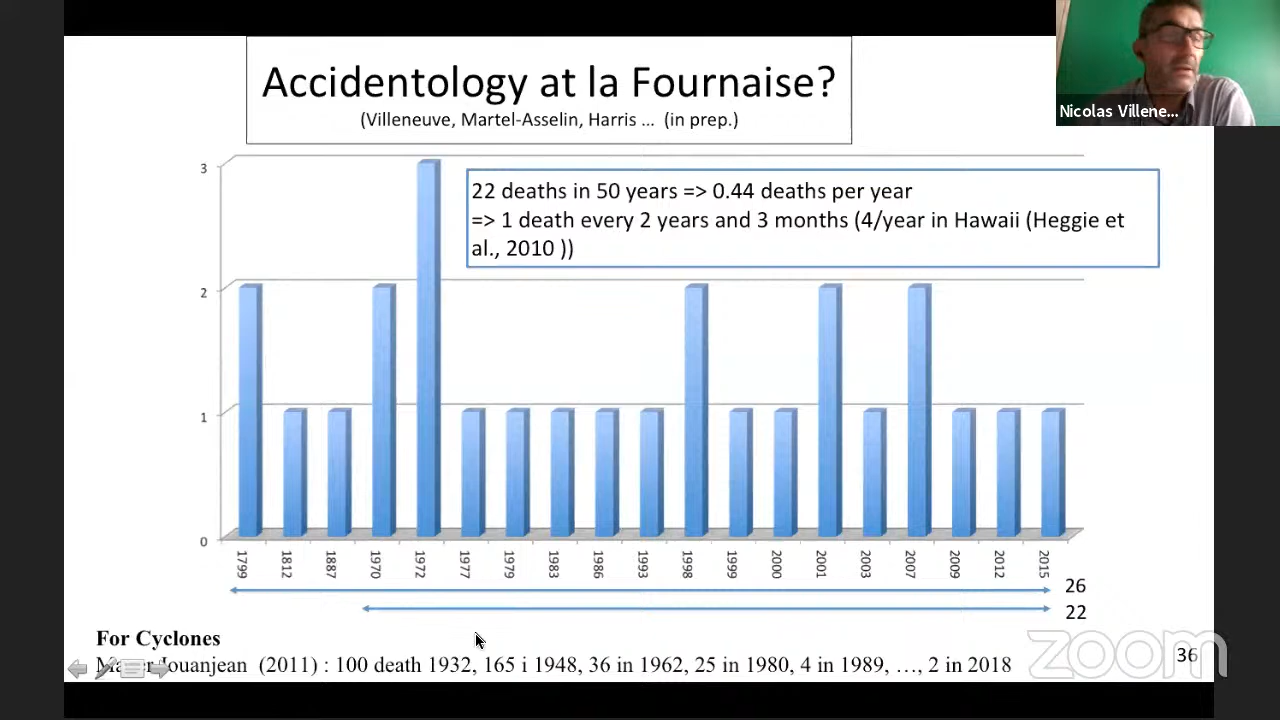 Accidentology at la Fournaise?
(Villeneuve, Martel-Asselin, Harris ... (in prep.)
Nicolas Villene...
22 deaths in 50 years => 0.44 deaths per year
=> 1 death every 2 years and 3 months (4/year in Hawaii (Heggie et
al., 2010 ))
3
2
1
0
1799 1812 1887 1970 1972 1977 1979 1983 1986 1993 1998 1999 2000 2001 2003 2007 2009 2012 2015
26
22
For Cyclones
Jouanjean (2011) : 100 death 1932, 165 i 1948, 36 in 1962, 25 in 1980, 4 in 1989, ..., 2 in 2018
36
zoom